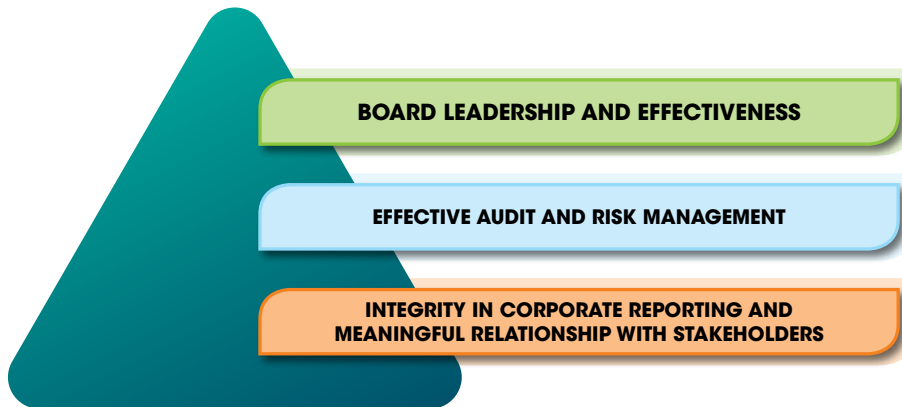 BOARD LEADERSHIP AND EFFECTIVENESS
EFFECTIVE AUDIT AND RISK MANAGEMENT
INTEGRITY IN CORPORATE REPORTING AND
MEANINGFUL RELATIONSHIP WITH STAKEHOLDERS